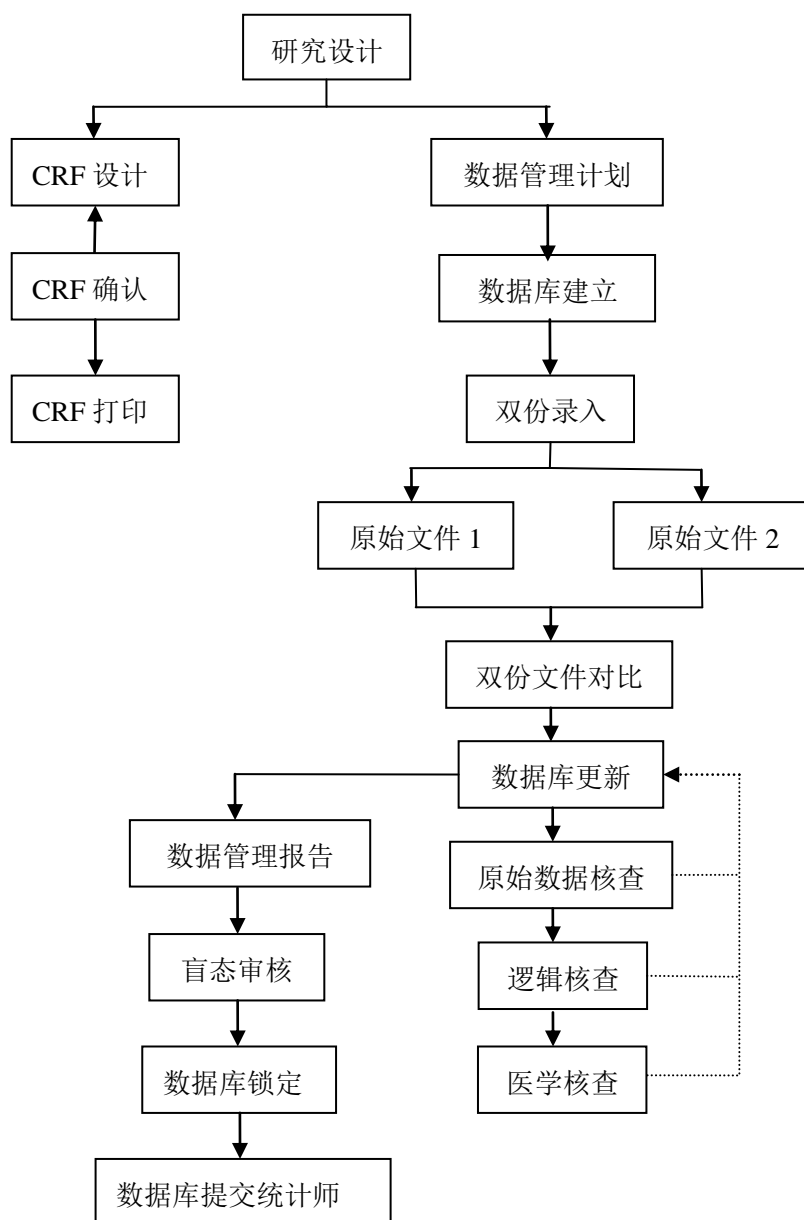 研究设计
CRF 设计
数据管理计划
CRF 确认
数据库建立
CRF 打印
双份录入
原始文件 1
原始文件 2
双份文件对比
数据库更新
数据管理报告
原始数据核查
盲态审核
逻辑核查
数据库锁定
医学核查
数据库提交统计师